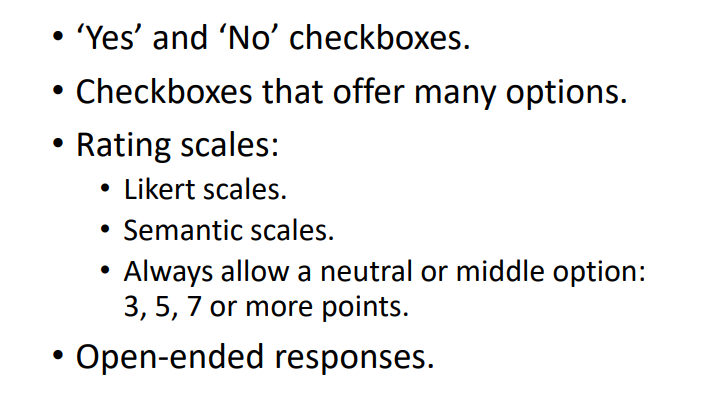 • ‘Yes’ and ‘No’ checkboxes.
• Checkboxes that offer many options.
• Rating scales:
• Likert scales.
• Semantic scales.
• Always allow a neutral or middle option:
3, 5, 7 or more points.
• Open-ended responses.